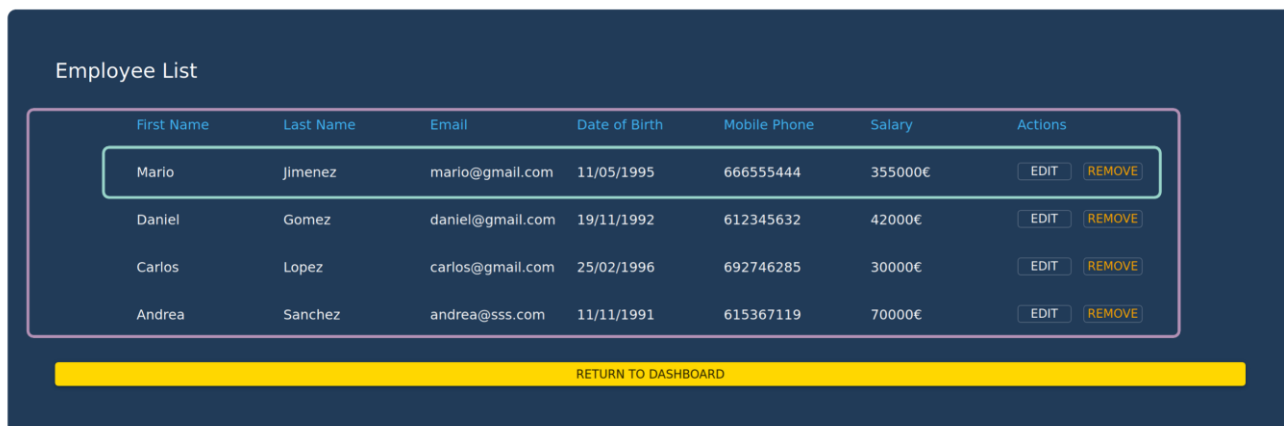 Employee List
First Name Last Name Email Date of Birth Mobile Phone Salary Actions
Mario Jimenez mario@gmail.com 11/05/1995 666555444 355000€ EDIT REMOVE
Daniel Gomez daniel@gmail.com 19/11/1992 612345632 42000€ EDIT REMOVE
Carlos Lopez carlos@gmail.com 25/02/1996 692746285 30000€ EDIT REMOVE
Andrea Sanchez andrea@sss.com 11/11/1991 615367119 70000€ EDIT REMOVE
RETURN TO DASHBOARD